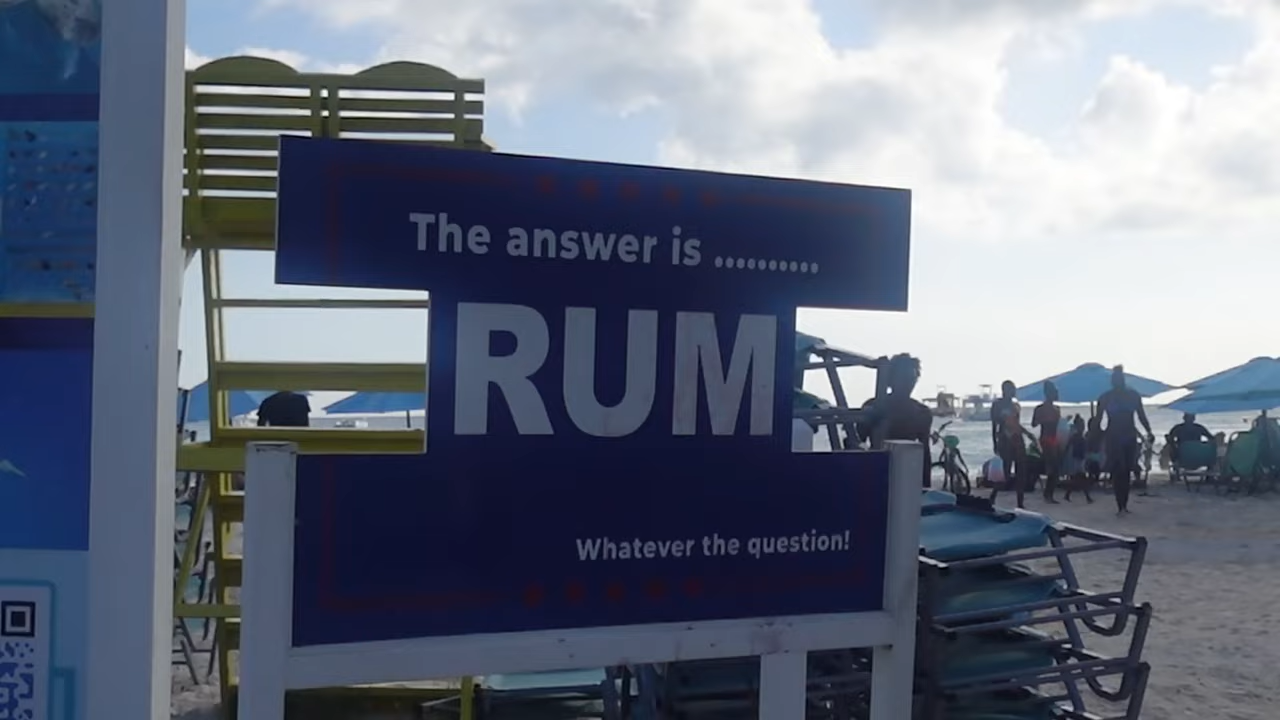 The answer is ..........
RUM
Whatever the question!